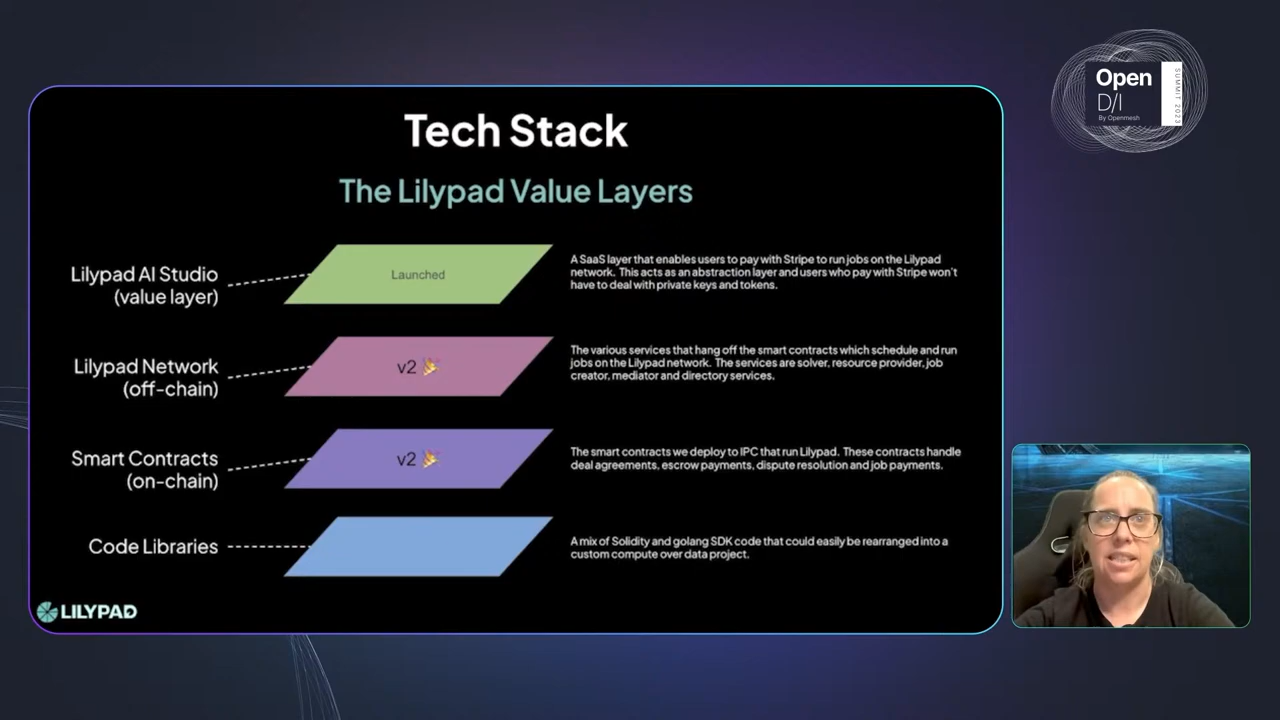 Tech Stack
The Lilypad Value Layers
Lilypad AI Studio
(value layer)
Launched
A SaaS layer that enables users to pay with Stripe to run jobs on the Lilypad
network. This acts as an abstraction layer and users who pay with Stripe won't
have to deal with private keys and tokens.
Lilypad Network
(off-chain)
v2 🎉
The various services that hang off the smart contracts which schedule and run
jobs on the Lilypad network. The services are solver, resource provider, job
creator, mediator and directory services.
Smart Contracts
(on-chain)
v2 🎉
The smart contracts we deploy to IPC that run Lilypad. These contracts handle
deal agreements, escrow payments, dispute resolution and job payments.
Code Libraries
A mix of Solidity and golang SDK code that could easily be rearranged into a
custom compute over data project.
LILYPAD
Open
D/I
By Openmesh
SUMMIT 2023